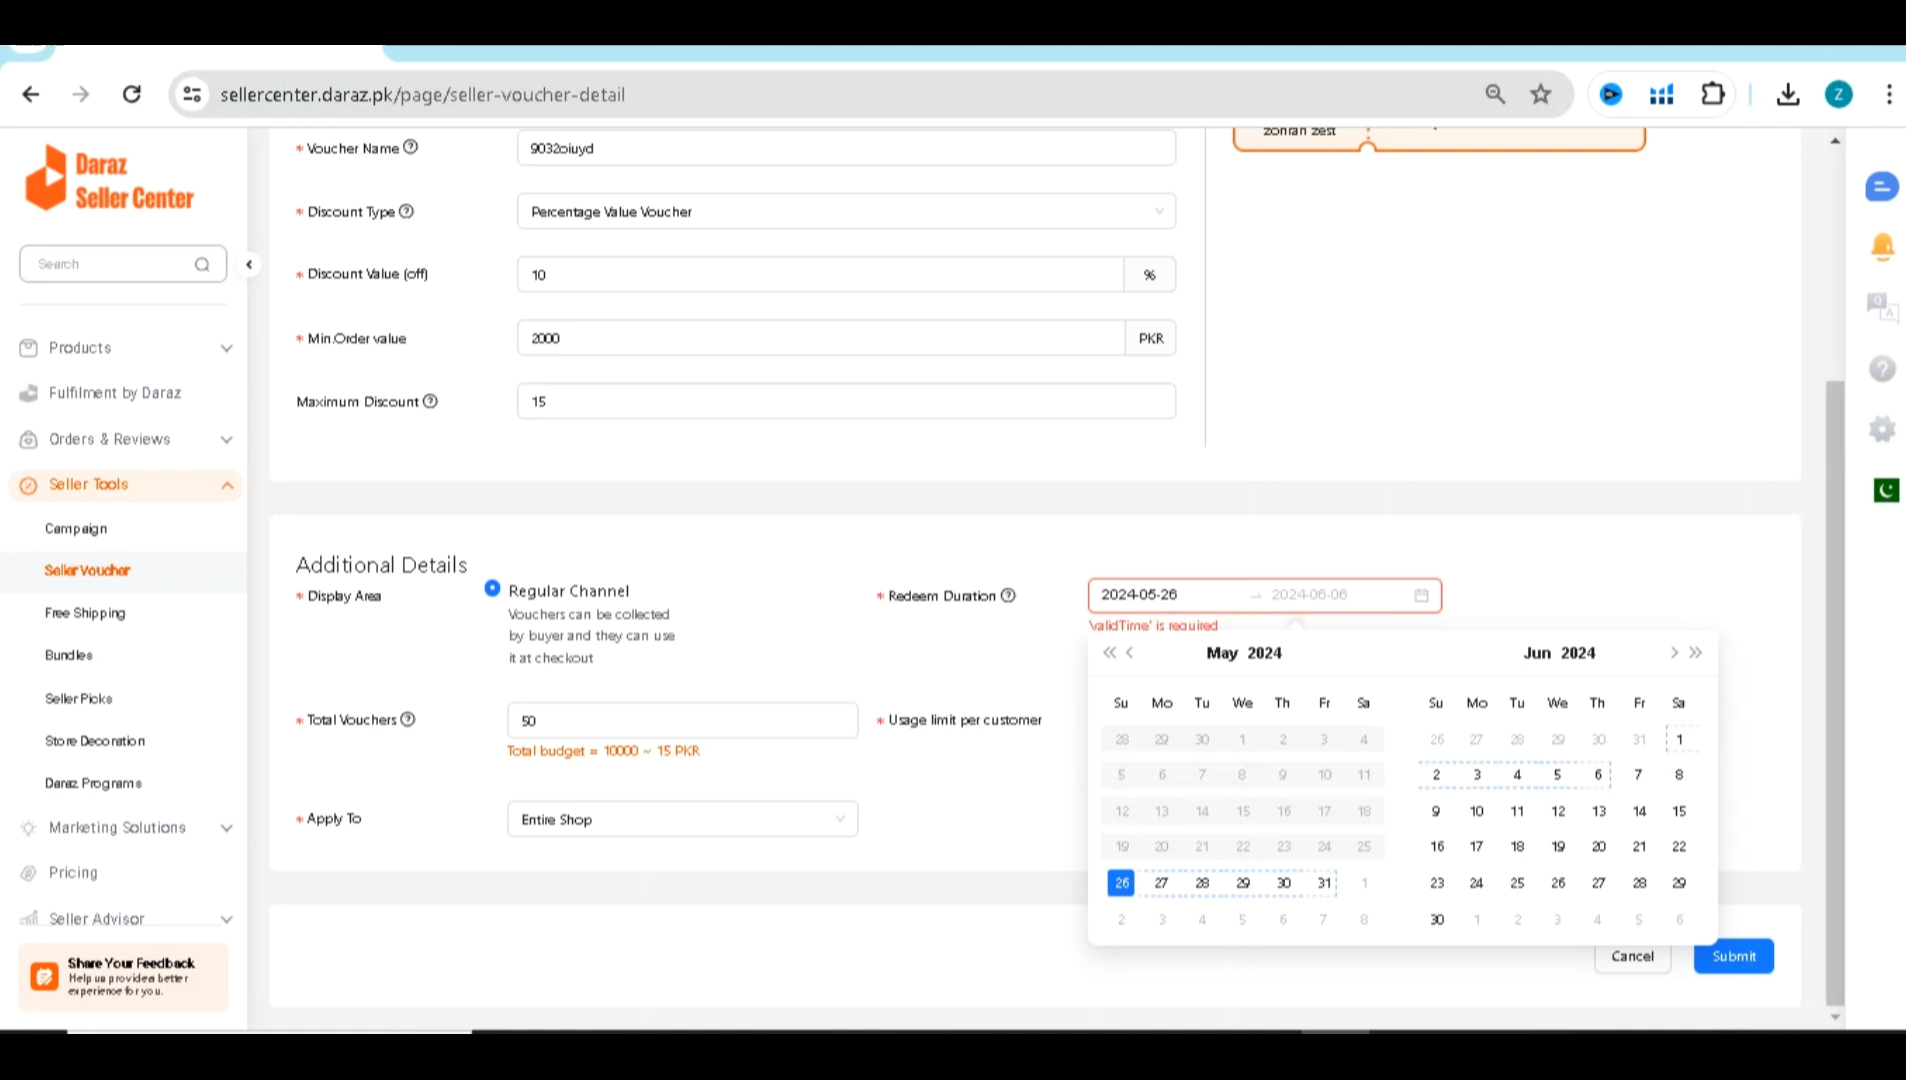 sellercenter.daraz.pk/page/seller-voucher-detail
Z
Daraz
Seller Center
Search
Products
Fulfilment by Daraz
Orders & Reviews
Seller Tools
Campaign
Seller Voucher
Free Shipping
Bundles
Seller Picks
Store Decoration
Daraz Programs
Marketing Solutions
Pricing
Seller Advisor
Share Your Feedback
Help us provide a better
experience for you.
* Voucher Name
9032oiuyd
* Discount Type
Percentage Value Voucher
* Discount Value (off)
10
%
* Min.Order value
2000
PKR
Maximum Discount
15
zohran zest
Additional Details
* Display Area
Regular Channel
Vouchers can be collected
by buyer and they can use
it at checkout
* Redeem Duration
2024-05-26 → 2024-06-06
'validTime' is required
* Total Vouchers
50
Total budget = 10000 ~ 15 PKR
* Usage limit per customer
* Apply To
Entire Shop
May 2024
Su Mo Tu We Th Fr Sa
28 29 30 1 2 3 4
5 6 7 8 9 10 11
12 13 14 15 16 17 18
19 20 21 22 23 24 25
26 27 28 29 30 31 1
2 3 4 5 6 7 8
Jun 2024
Su Mo Tu We Th Fr Sa
26 27 28 29 30 31 1
2 3 4 5 6 7 8
9 10 11 12 13 14 15
16 17 18 19 20 21 22
23 24 25 26 27 28 29
30 1 2 3 4 5 6
Cancel
Submit